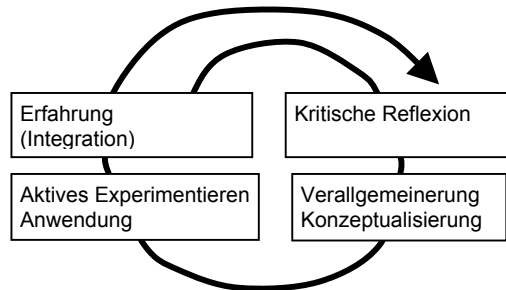 Erfahrung
(Integration)
Kritische Reflexion
Aktives Experimentieren
Anwendung
Verallgemeinerung
Konzeptualisierung